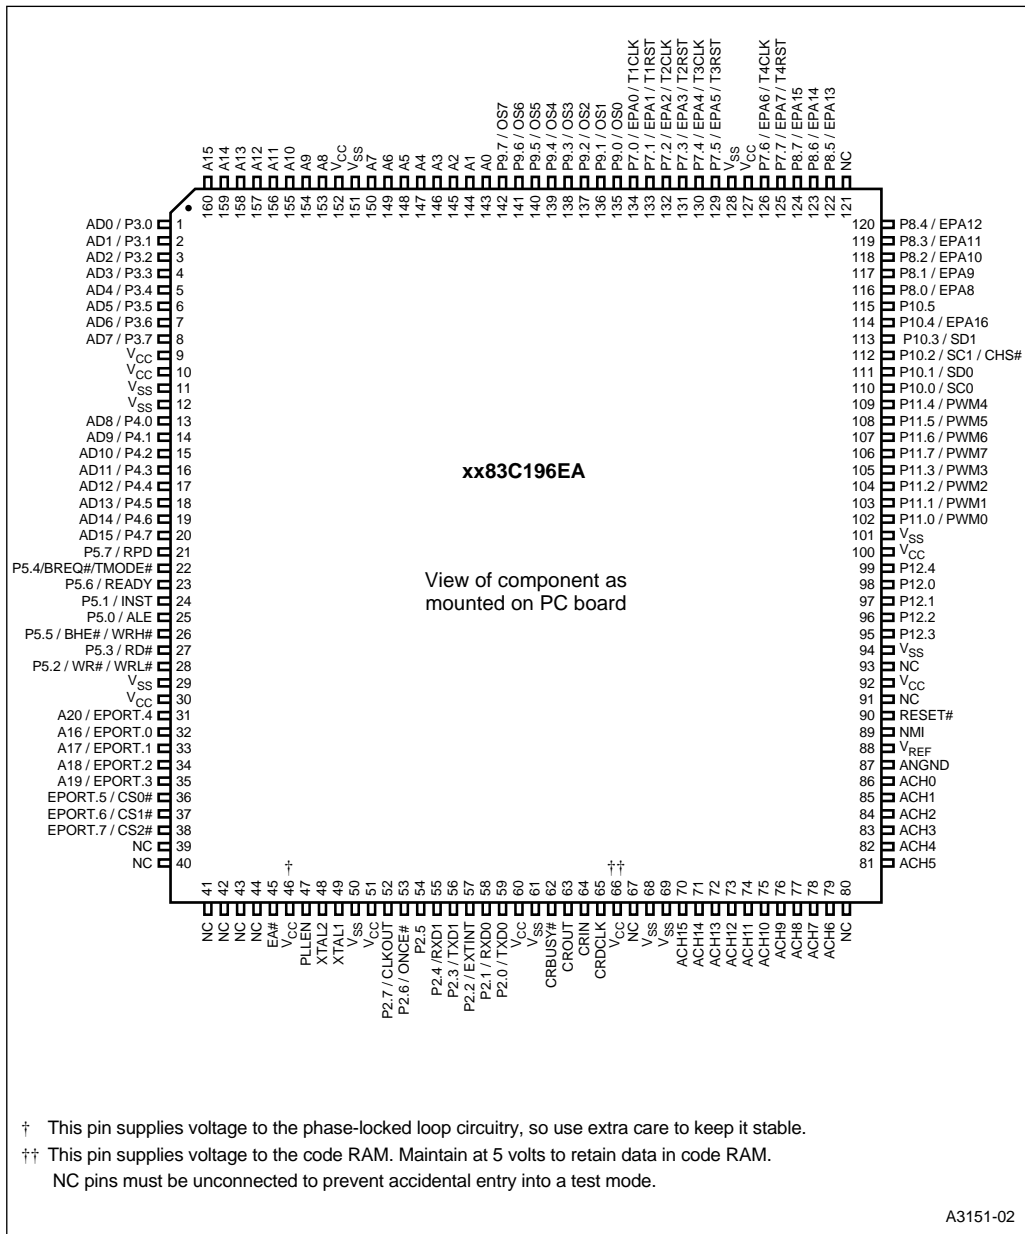 A15
A14
A13
A12
A11
A10
A9
A8
VCC
VSS
A7
A6
A5
A4
A3
A2
A1
A0
P9.7 / OS7
P9.6 / OS6
P9.5 / OS5
P9.4 / OS4
P9.3 / OS3
P9.2 / OS2
P9.1 / OS1
P9.0 / OS0
P7.0 / EPA0 / T1CLK
P7.1 / EPA1 / T1RST
P7.2 / EPA2 / T2CLK
P7.3 / EPA3 / T2RST
P7.4 / EPA4 / T3CLK
P7.5 / EPA5 / T3RST
VSS
VCC
P7.6 / EPA6 / T4CLK
P7.7 / EPA7 / T4RST
P8.7 / EPA15
P8.6 / EPA14
P8.5 / EPA13
NC
160
159
158
157
156
155
154
153
152
151
150
149
148
147
146
145
144
143
142
141
140
139
138
137
136
135
134
133
132
131
130
129
128
127
126
125
124
123
122
121
AD0 / P3.0 1
AD1 / P3.1 2
AD2 / P3.2 3
AD3 / P3.3 4
AD4 / P3.4 5
AD5 / P3.5 6
AD6 / P3.6 7
AD7 / P3.7 8
VCC 9
VCC 10
VSS 11
VSS 12
AD8 / P4.0 13
AD9 / P4.1 14
AD10 / P4.2 15
AD11 / P4.3 16
AD12 / P4.4 17
AD13 / P4.5 18
AD14 / P4.6 19
AD15 / P4.7 20
P5.7 / RPD 21
P5.4/BREQ#/TMODE# 22
P5.6 / READY 23
P5.1 / INST 24
P5.0 / ALE 25
P5.5 / BHE# / WRH# 26
P5.3 / RD# 27
P5.2 / WR# / WRL# 28
VSS 29
VCC 30
A20 / EPORT.4 31
A16 / EPORT.0 32
A17 / EPORT.1 33
A18 / EPORT.2 34
A19 / EPORT.3 35
EPORT.5 / CS0# 36
EPORT.6 / CS1# 37
EPORT.7 / CS2# 38
NC 39
NC 40
xx83C196EA
View of component as
mounted on PC board
120 P8.4 / EPA12
119 P8.3 / EPA11
118 P8.2 / EPA10
117 P8.1 / EPA9
116 P8.0 / EPA8
115 P10.5
114 P10.4 / EPA16
113 P10.3 / SD1
112 P10.2 / SC1 / CHS#
111 P10.1 / SD0
110 P10.0 / SC0
109 P11.4 / PWM4
108 P11.5 / PWM5
107 P11.6 / PWM6
106 P11.7 / PWM7
105 P11.3 / PWM3
104 P11.2 / PWM2
103 P11.1 / PWM1
102 P11.0 / PWM0
101 VSS
100 VCC
99 P12.4
98 P12.0
97 P12.1
96 P12.2
95 P12.3
94 VSS
93 NC
92 VCC
91 NC
90 RESET#
89 NMI
88 VREF
87 ANGND
86 ACH0
85 ACH1
84 ACH2
83 ACH3
82 ACH4
81 ACH5
†
††
41
42
43
44
45
46
47
48
49
50
51
52
53
54
55
56
57
58
59
60
61
62
63
64
65
66
67
68
69
70
71
72
73
74
75
76
77
78
79
80
NC
NC
NC
NC
EA#
VCC
PLLEN
XTAL2
XTAL1
VSS
VCC
P2.7 / CLKOUT
P2.6 / ONCE#
P2.5
P2.4 /RXD1
P2.3 / TXD1
P2.2 / EXTINT
P2.1 / RXD0
P2.0 / TXD0
VCC
VSS
CRBUSY#
CROUT
CRIN
CRDCLK
VCC
NC
VSS
VSS
ACH15
ACH14
ACH13
ACH12
ACH11
ACH10
ACH9
ACH8
ACH7
ACH6
NC
† This pin supplies voltage to the phase-locked loop circuitry, so use extra care to keep it stable.
†† This pin supplies voltage to the code RAM. Maintain at 5 volts to retain data in code RAM.
NC pins must be unconnected to prevent accidental entry into a test mode.
A3151-02